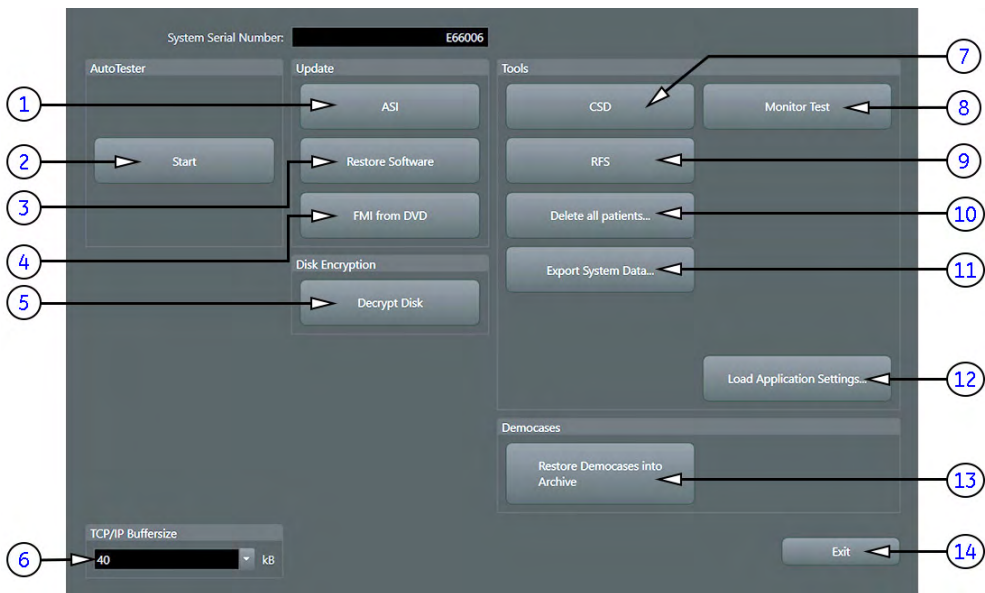 System Serial Number: E66006
AutoTester
Update
Tools
7
1
ASI
CSD
Monitor Test
8
2
Start
Restore Software
RFS
9
3
FMI from DVD
Delete all patients...
10
4
Disk Encryption
Export System Data...
11
5
Decrypt Disk
Load Application Settings...
12
Democases
Restore Democases into
Archive
13
TCP/IP Buffersize
6
40 kB
Exit
14